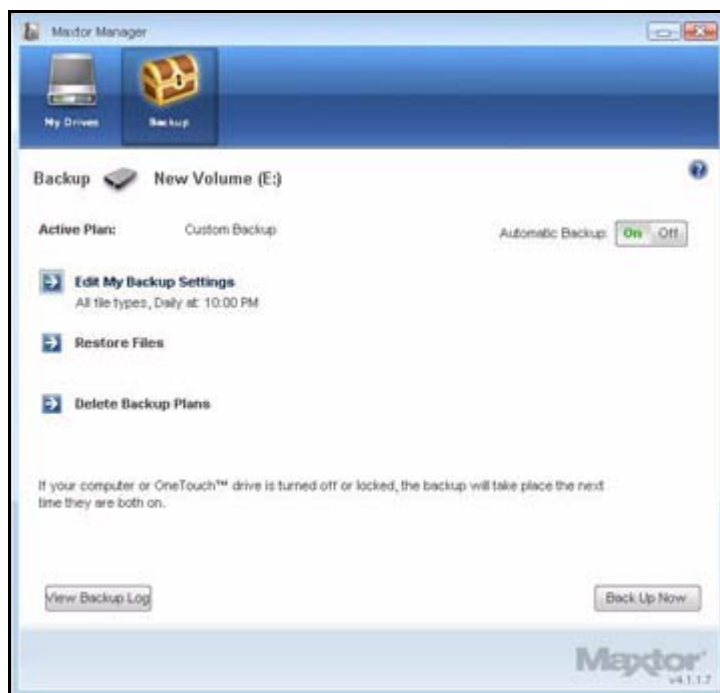 Maxtor Manager
My Drives
Backup
Backup New Volume (E:)
Active Plan: Custom Backup
Automatic Backup: On Off
Edit My Backup Settings
All file types, Daily at: 10:00 PM
Restore Files
Delete Backup Plans
If your computer or OneTouch™ drive is turned off or locked, the backup will take place the next
time they are both on.
View Backup Log
Back Up Now
Maxtor
v4.1.1.7